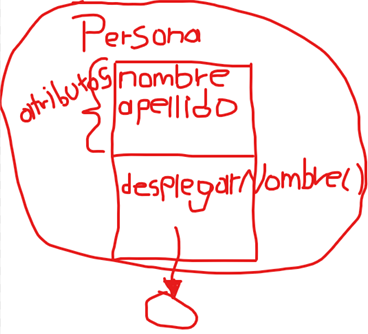 Persona
atributos
nombre
apellido
desplegarNombre()